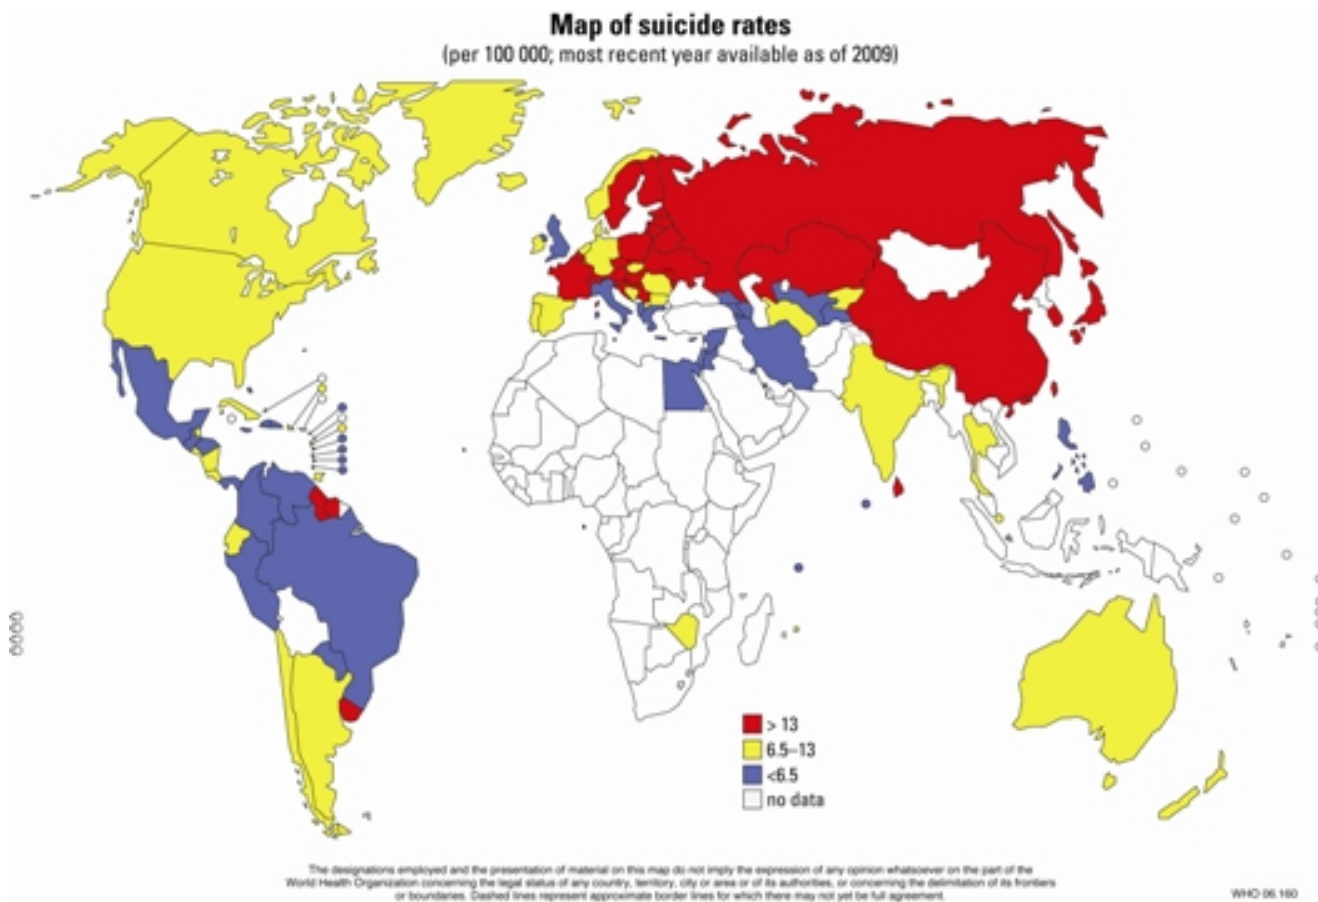 Map of suicide rates
(per 100 000; most recent year available as of 2009)
> 13
6.5–13
<6.5
no data
The designations employed and the presentation of material on this map do not imply the expression of any opinion whatsoever on the part of the
World Health Organization concerning the legal status of any country, territory, city or area or of its authorities, or concerning the delimitation of its frontiers
or boundaries. Dashed lines represent approximate border lines for which there may not yet be full agreement.
WHO 06.160